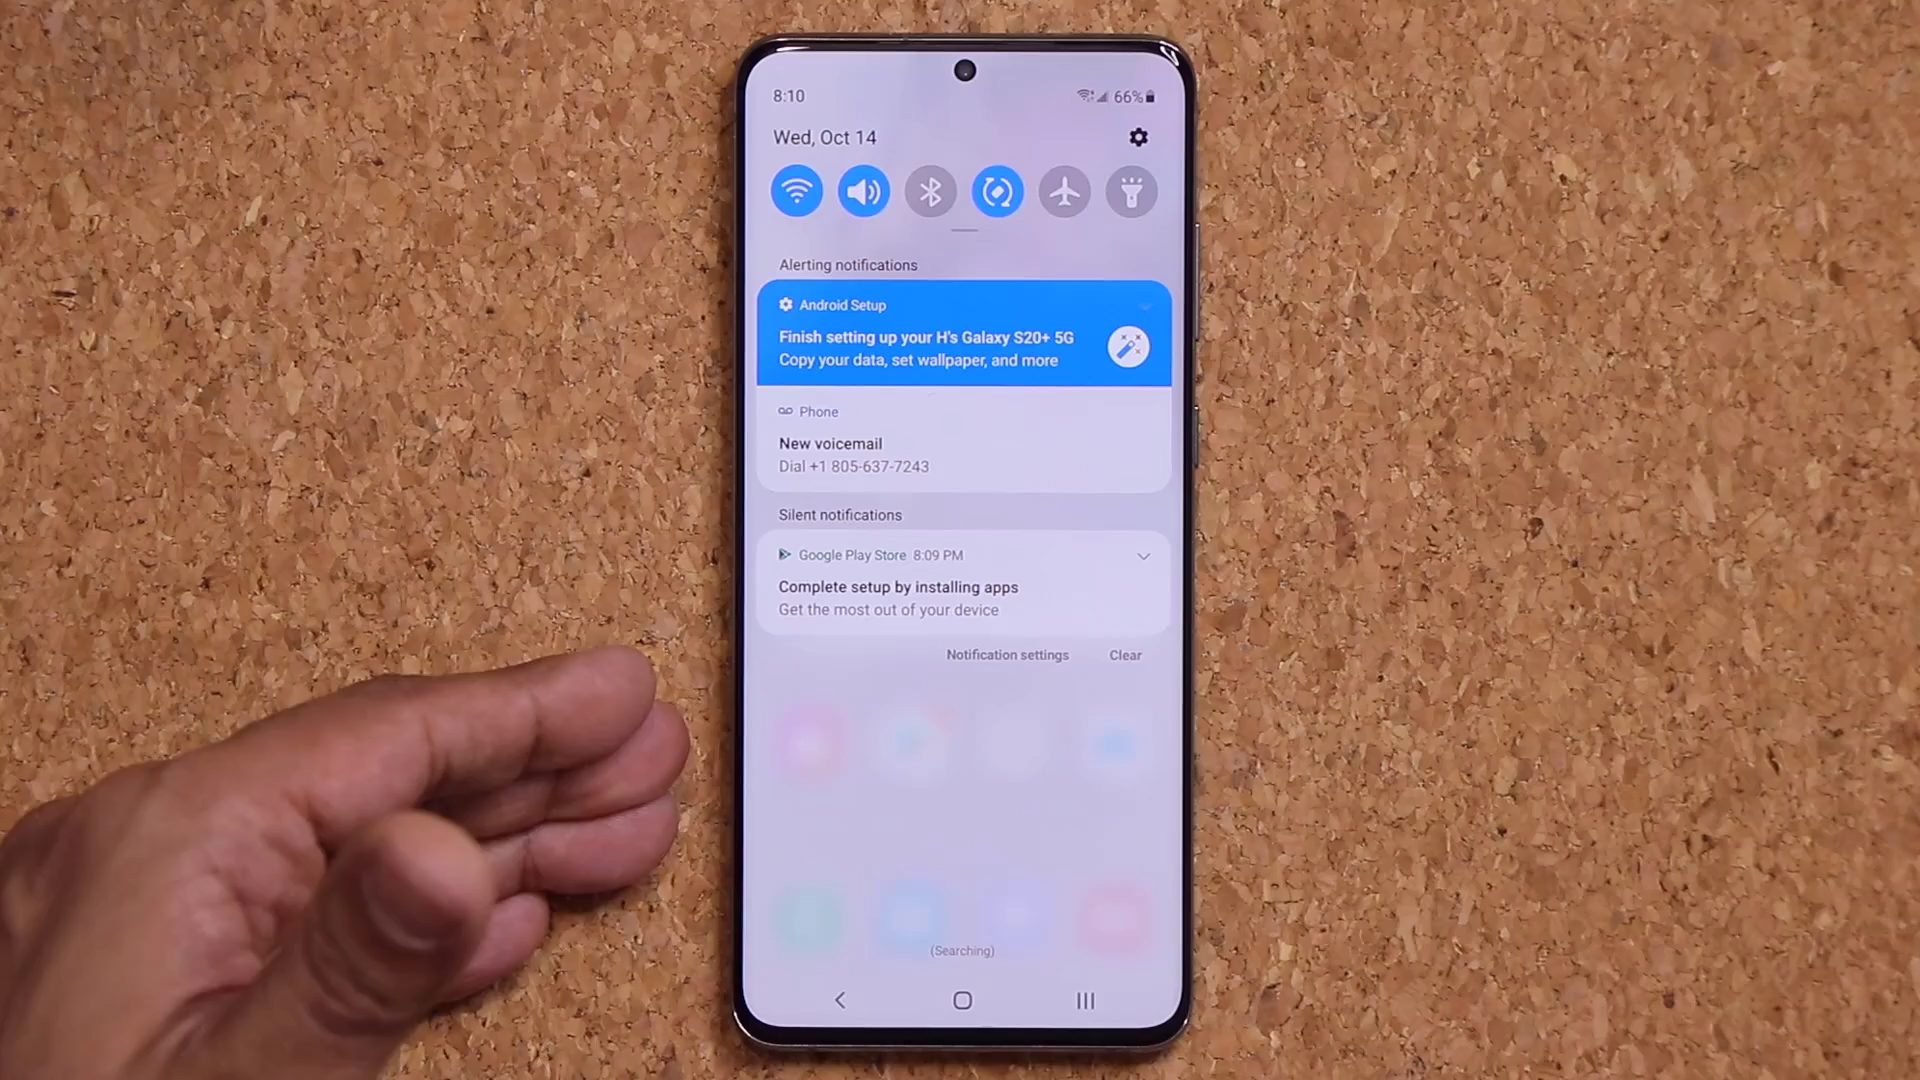 8:10
66%
Wed, Oct 14
Alerting notifications
Android Setup
Finish setting up your H's Galaxy S20+ 5G
Copy your data, set wallpaper, and more
Phone
New voicemail
Dial +1 805-637-7243
Silent notifications
Google Play Store 8:09 PM
Complete setup by installing apps
Get the most out of your device
Notification settings
Clear
(Searching)